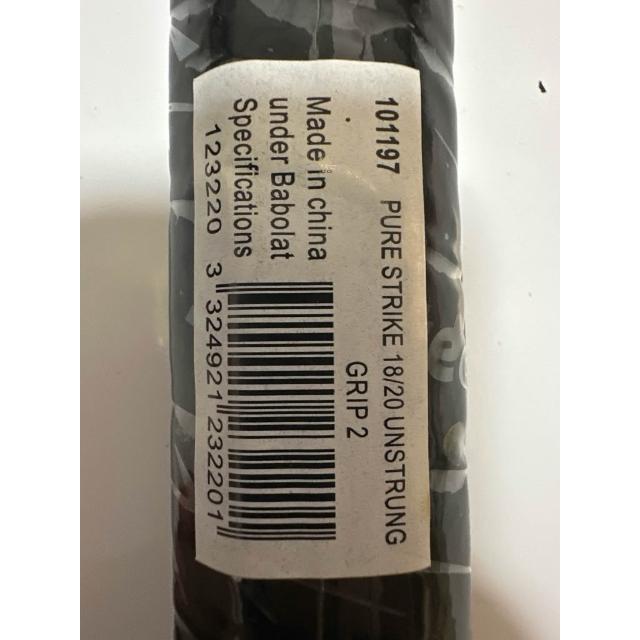 101197 PURE STRIKE 18/20 UNSTRUNG
GRIP 2
Made in china
under Babolat
Specifications
123220 3 324921 232201